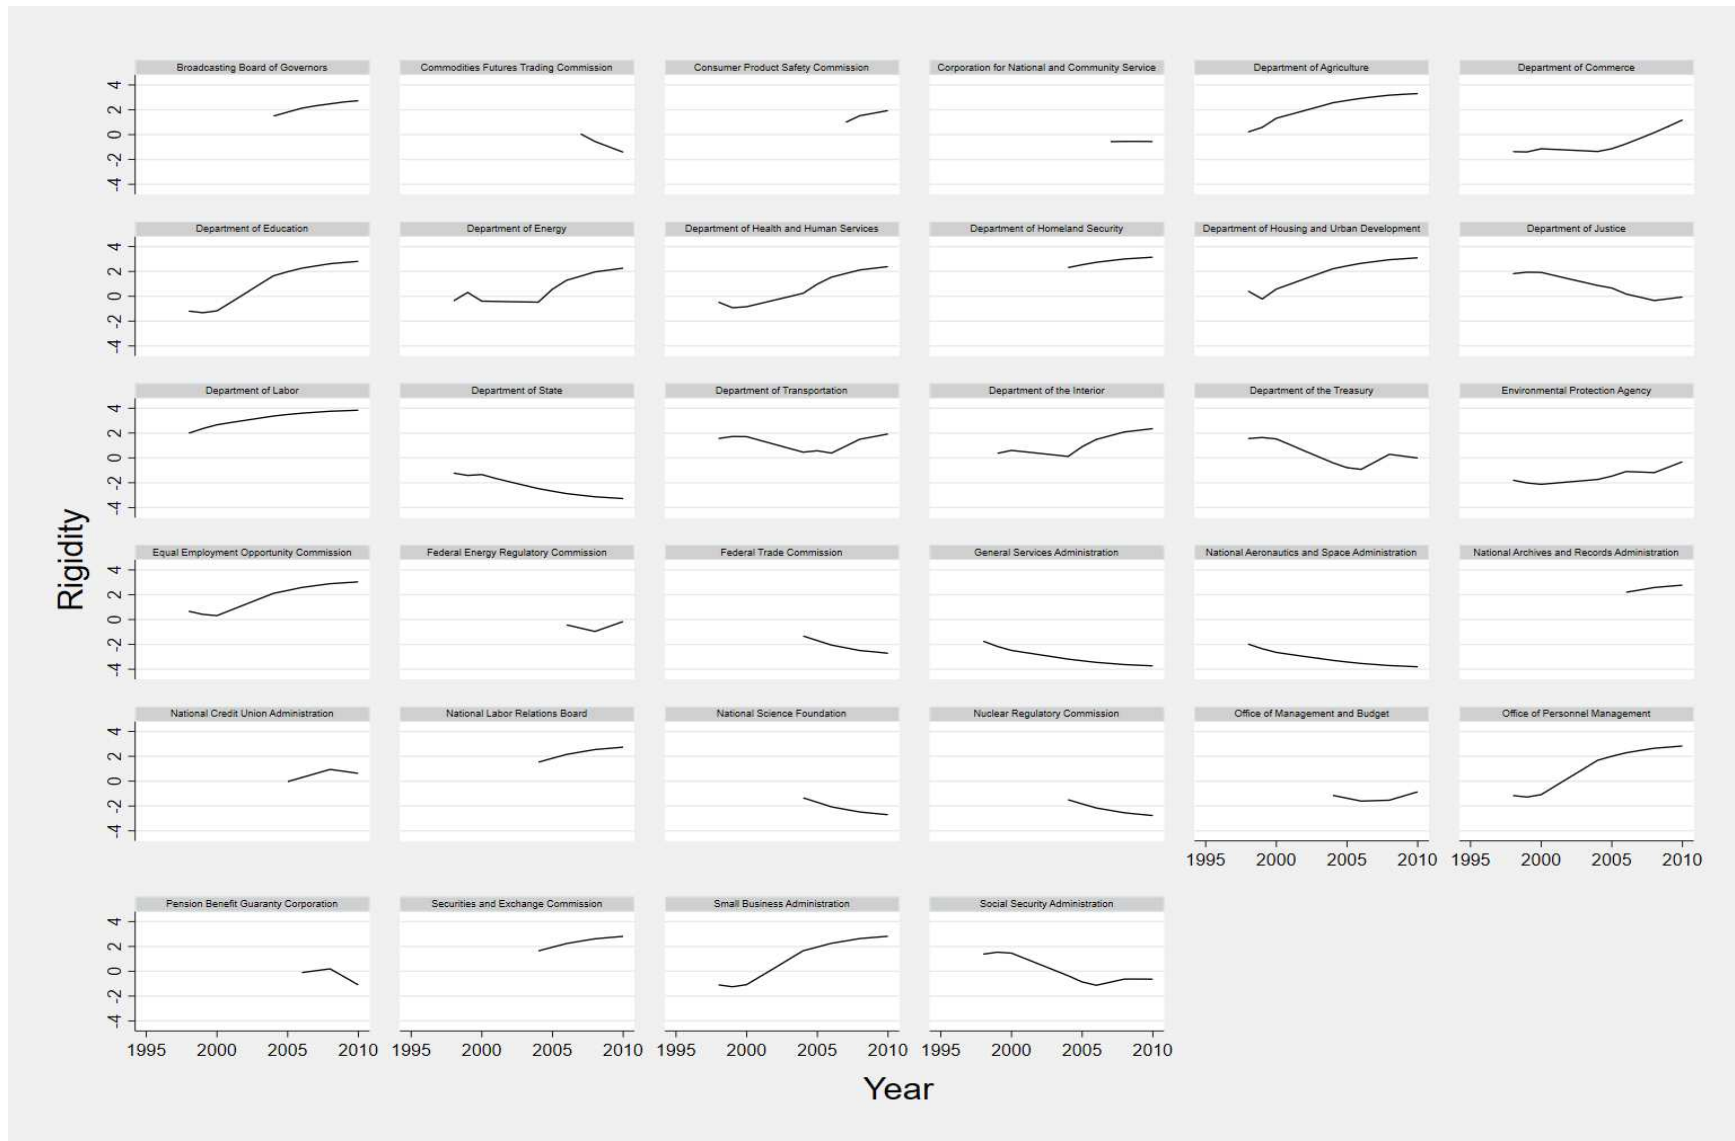 Broadcasting Board of Governors
Commodities Futures Trading Commission
Consumer Product Safety Commission
Corporation for National and Community Service
Department of Agriculture
Department of Commerce
4
2
0
-2
-4
Department of Education
Department of Energy
Department of Health and Human Services
Department of Homeland Security
Department of Housing and Urban Development
Department of Justice
4
2
0
-2
-4
Department of Labor
Department of State
Department of Transportation
Department of the Interior
Department of the Treasury
Environmental Protection Agency
4
2
0
-2
-4
Rigidity
Equal Employment Opportunity Commission
Federal Energy Regulatory Commission
Federal Trade Commission
General Services Administration
National Aeronautics and Space Administration
National Archives and Records Administration
4
2
0
-2
-4
National Credit Union Administration
National Labor Relations Board
National Science Foundation
Nuclear Regulatory Commission
Office of Management and Budget
Office of Personnel Management
4
2
0
-2
-4
1995 2000 2005 2010
1995 2000 2005 2010
Pension Benefit Guaranty Corporation
Securities and Exchange Commission
Small Business Administration
Social Security Administration
4
2
0
-2
-4
1995 2000 2005 2010
1995 2000 2005 2010
1995 2000 2005 2010
1995 2000 2005 2010
Year